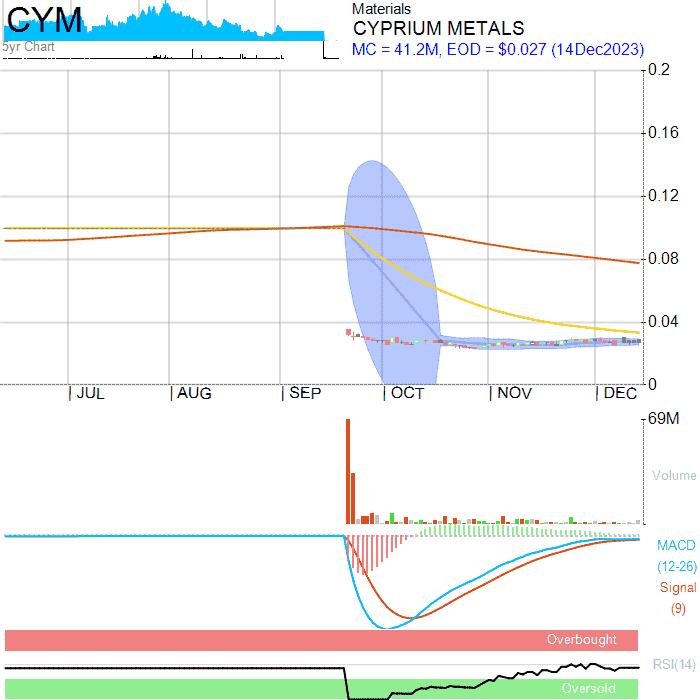 CYM
5yr Chart
Materials
CYPRIUM METALS
MC = 41.2M, EOD = $0.027 (14Dec2023)
0.2
0.16
0.12
0.08
0.04
0
JUL AUG SEP OCT NOV DEC
69M
Volume
MACD
(12-26)
Signal
(9)
Overbought
RSI(14)
Oversold